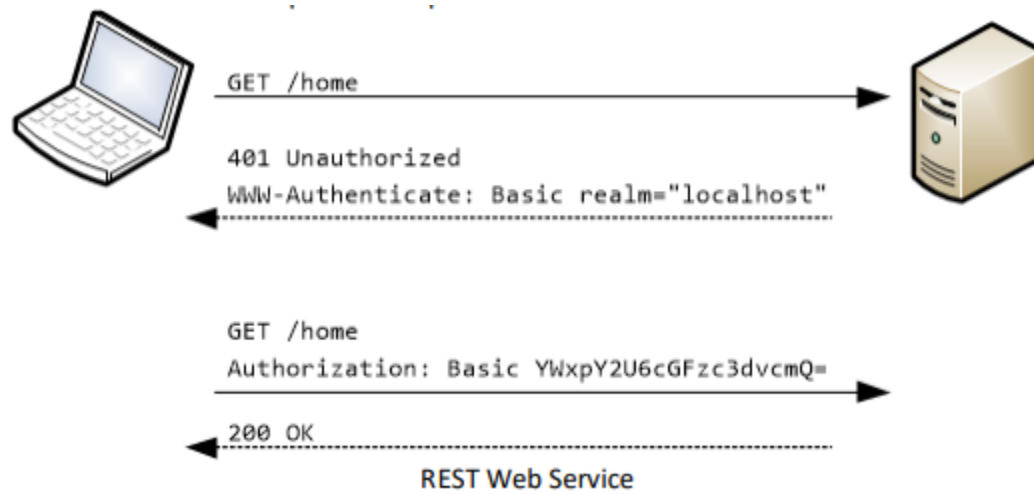 GET /home
401 Unauthorized
WWW-Authenticate: Basic realm="localhost"
GET /home
Authorization: Basic YWxpY2U6cGFzc3dvcmQ=
200 OK
REST Web Service